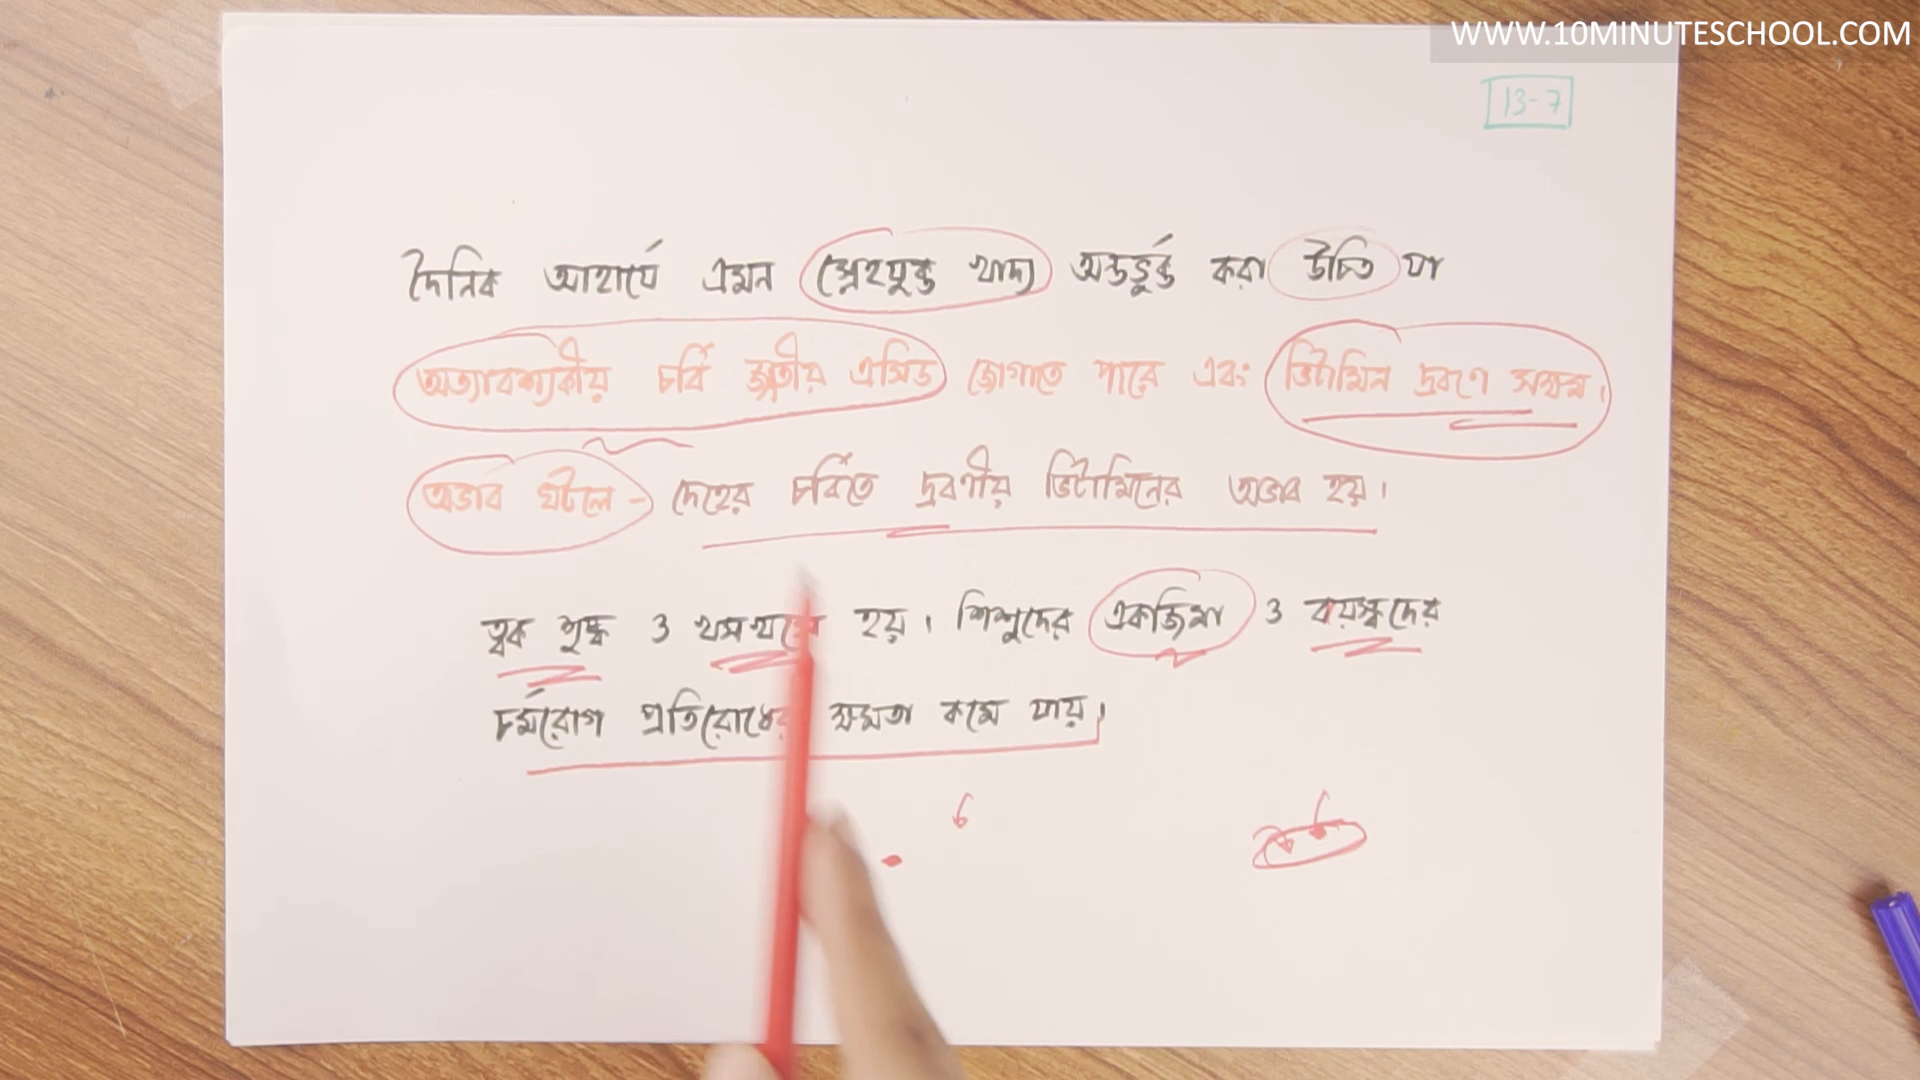 WWW.10MINUTESCHOOL.COM
13-7
দৈনিক আহার্যে এমন স্নেহযুক্ত খাদ্য অন্তর্ভুক্ত করা উচিত যা
অত্যাবশ্যকীয় চর্বি জাতীয় এসিড জোগাতে পারে এবং ভিটামিন দ্রবণে সক্ষম।
অভাব ঘটলে - দেহের চর্বিতে দ্রবণীয় ভিটামিনের অভাব হয়।
ত্বক শুষ্ক ও খসখসে হয়। শিশুদের একজিমা ও বয়স্কদের
চর্মরোগ প্রতিরোধের ক্ষমতা কমে যায়।